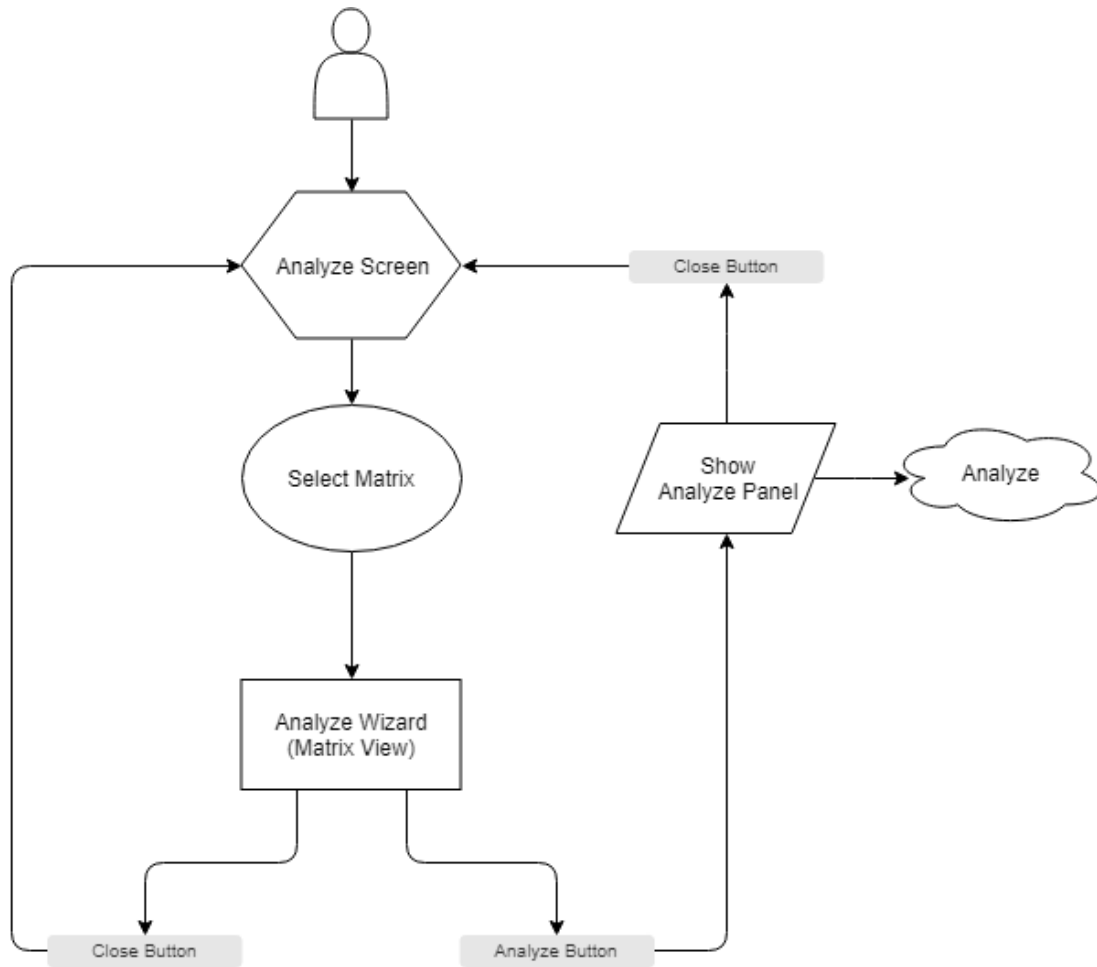 Analyze Screen
Close Button
Select Matrix
Show
Analyze Panel
Analyze
Analyze Wizard
(Matrix View)
Close Button
Analyze Button